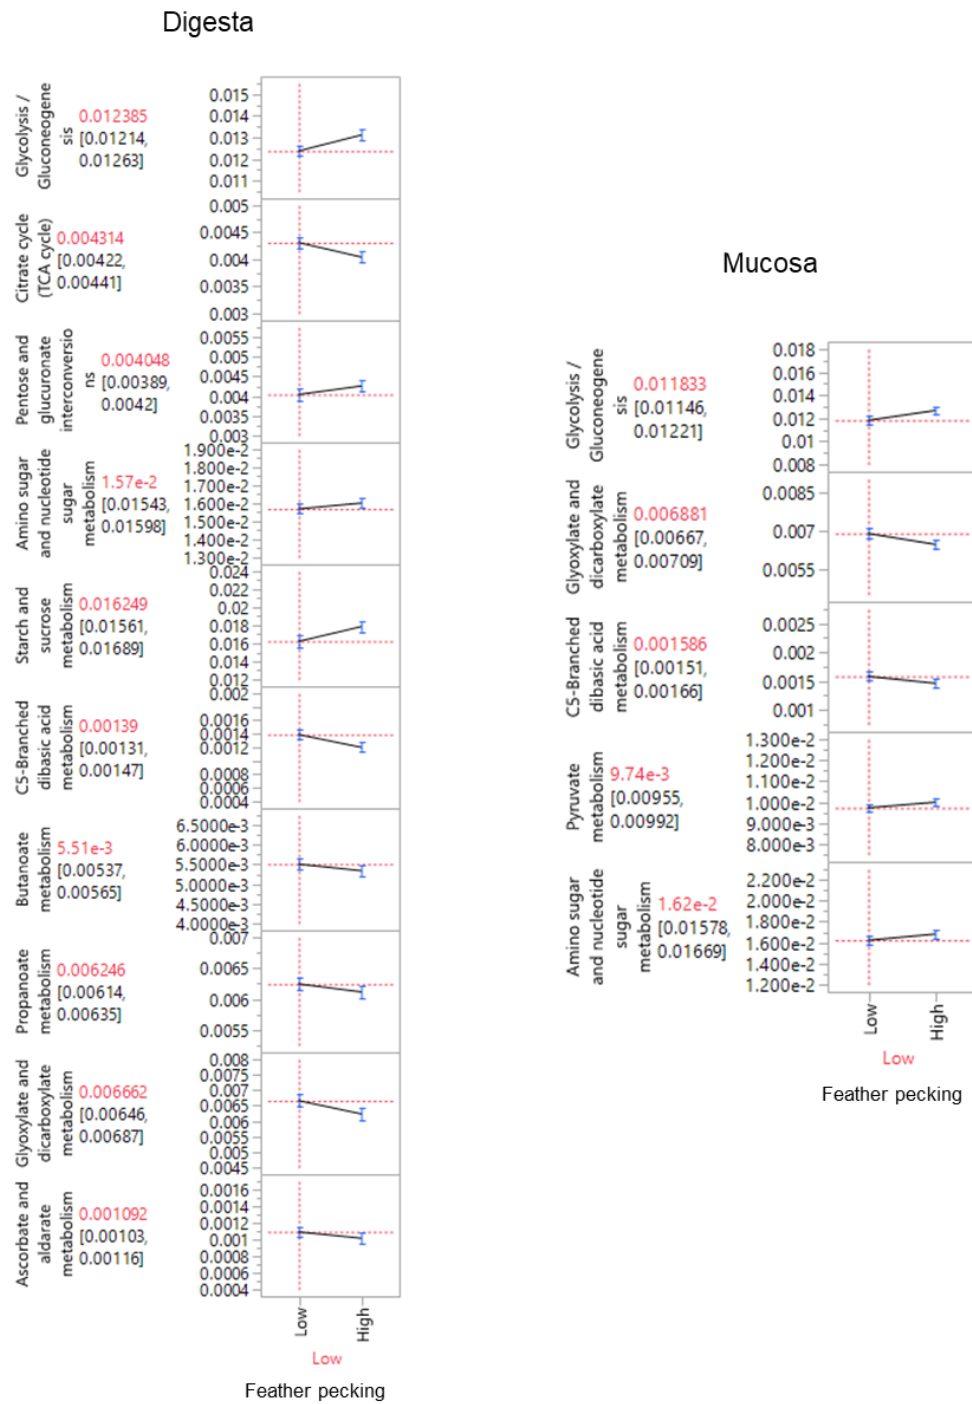 Digesta
Glycolysis /
Gluconeogene
sis
0.012385
[0.01214,
0.01263]
0.015
0.014
0.013
0.012
0.011
Citrate cycle
(TCA cycle)
0.004314
[0.00422,
0.00441]
0.005
0.0045
0.004
0.0035
0.003
Pentose and
glucuronate
interconversio
ns
0.004048
[0.00389,
0.0042]
0.0055
0.005
0.0045
0.004
0.0035
0.003
Amino sugar
and nucleotide
sugar
metabolism
1.57e-2
[0.01543,
0.01598]
1.900e-2
1.800e-2
1.700e-2
1.600e-2
1.500e-2
1.400e-2
1.300e-2
Starch and
sucrose
metabolism
0.016249
[0.01561,
0.01689]
0.024
0.022
0.02
0.018
0.016
0.014
0.012
C5-Branched
dibasic acid
metabolism
0.00139
[0.00131,
0.00147]
0.002
0.0016
0.0014
0.0012
0.0008
0.0006
0.0004
Butanoate
metabolism
5.51e-3
[0.00537,
0.00565]
6.5000e-3
6.0000e-3
5.5000e-3
5.0000e-3
4.5000e-3
4.0000e-3
Propanoate
metabolism
0.006246
[0.00614,
0.00635]
0.007
0.0065
0.006
0.0055
Glyoxylate and
dicarboxylate
metabolism
0.006662
[0.00646,
0.00687]
0.008
0.0075
0.007
0.0065
0.006
0.0055
0.005
0.0045
Ascorbate and
aldarate
metabolism
0.001092
[0.00103,
0.00116]
0.0016
0.0014
0.0012
0.001
0.0008
0.0006
0.0004
Low
High
Low
Feather pecking
Mucosa
Glycolysis /
Gluconeogene
sis
0.011833
[0.01146,
0.01221]
0.018
0.016
0.014
0.012
0.01
0.008
Glyoxylate and
dicarboxylate
metabolism
0.006881
[0.00667,
0.00709]
0.0085
0.007
0.0055
C5-Branched
dibasic acid
metabolism
0.001586
[0.00151,
0.00166]
0.0025
0.002
0.0015
0.001
Pyruvate
metabolism
9.74e-3
[0.00955,
0.00992]
1.300e-2
1.200e-2
1.100e-2
1.000e-2
9.000e-3
8.000e-3
Amino sugar
and nucleotide
sugar
metabolism
1.62e-2
[0.01578,
0.01669]
2.200e-2
2.000e-2
1.800e-2
1.600e-2
1.400e-2
1.200e-2
Low
High
Low
Feather pecking